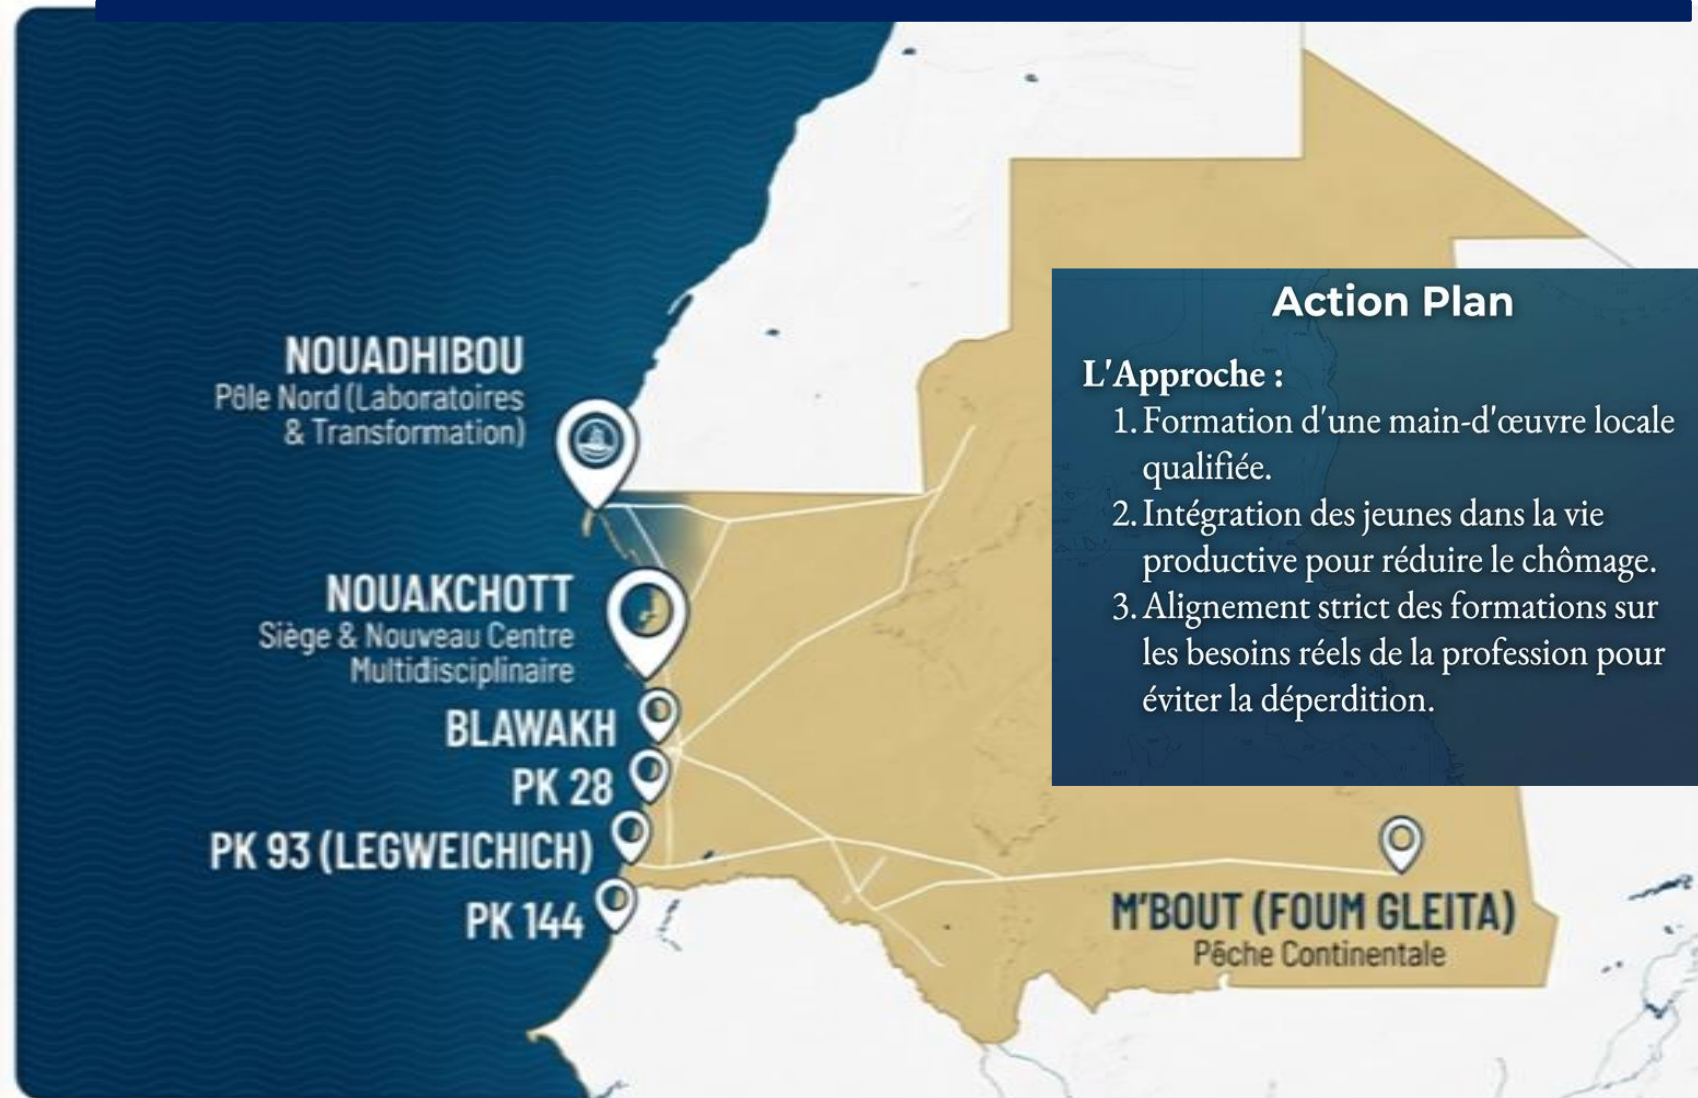 NOUADHIBOU
Pôle Nord (Laboratoires
& Transformation)
NOUAKCHOTT
Siège & Nouveau Centre
Multidisciplinaire
BLAWAKH
PK 28
PK 93 (LEGWEICHICH)
PK 144
Action Plan
L'Approche :
1. Formation d'une main-d'œuvre locale
qualifiée.
2. Intégration des jeunes dans la vie
productive pour réduire le chômage.
3. Alignement strict des formations sur
les besoins réels de la profession pour
éviter la déperdition.
M'BOUT (FOUM GLEITA)
Pêche Continentale